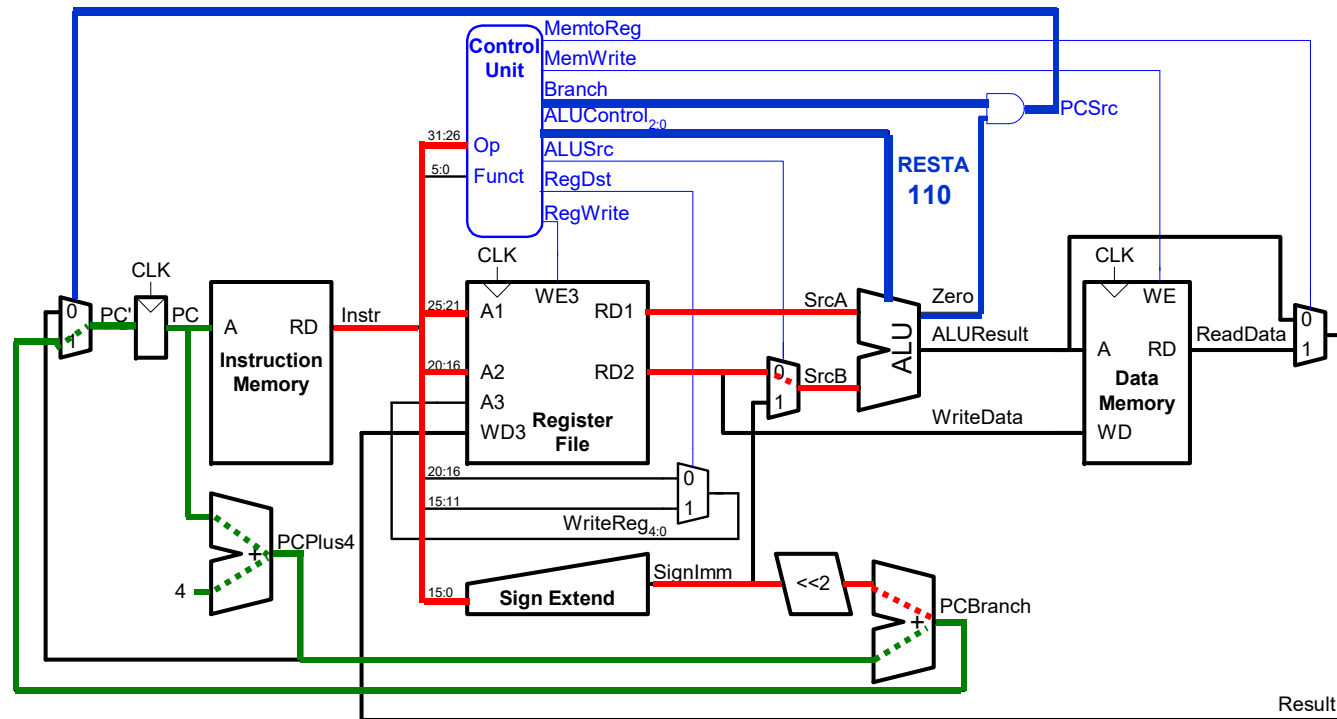 MemtoReg
Control
Unit
MemWrite
Branch
PCSrc
ALUControl2:0
31:26
Op
ALUSrc
RESTA
110
5:0
Funct
RegDst
RegWrite
CLK
CLK
CLK
25:21
A1
WE3
RD1
SrcA
Zero
WE
0
PC'
PC
A
RD
Instr
Instruction
Memory
1
ALU
ALUResult
A
RD
ReadData
0
1
20:16
A2
RD2
0
SrcB
1
A3
Data
Memory
WD3
Register
File
WriteData
WD
20:16
0
15:11
1
WriteReg4:0
PCPlus4
+
4
SignImm
<<2
15:0
Sign Extend
PCBranch
+
Result